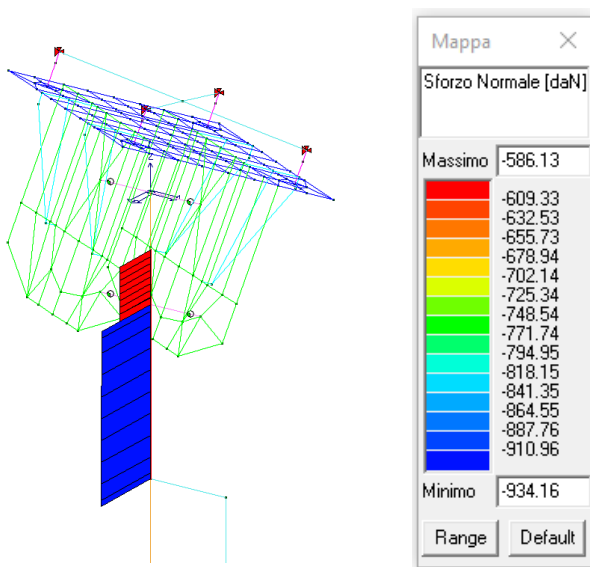 Mappa
Sforzo Normale [daN]
Massimo -586.13
-609.33
-632.53
-655.73
-678.94
-702.14
-725.34
-748.54
-771.74
-794.95
-818.15
-841.35
-864.55
-887.76
-910.96
Minimo -934.16
Range Default
Z